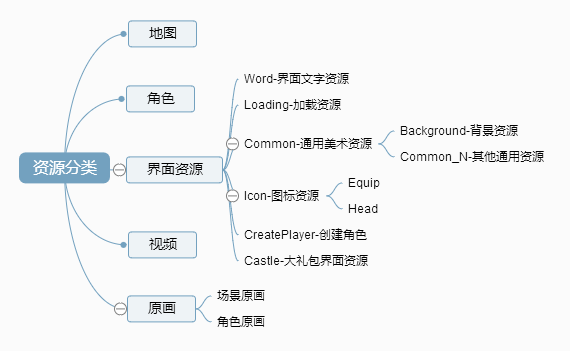 资源分类
地图
角色
界面资源
Word-界面文字资源
Loading-加载资源
Common-通用美术资源
Background-背景资源
Common_N-其他通用资源
Icon-图标资源
Equip
Head
CreatePlayer-创建角色
Castle-大礼包界面资源
视频
原画
场景原画
角色原画